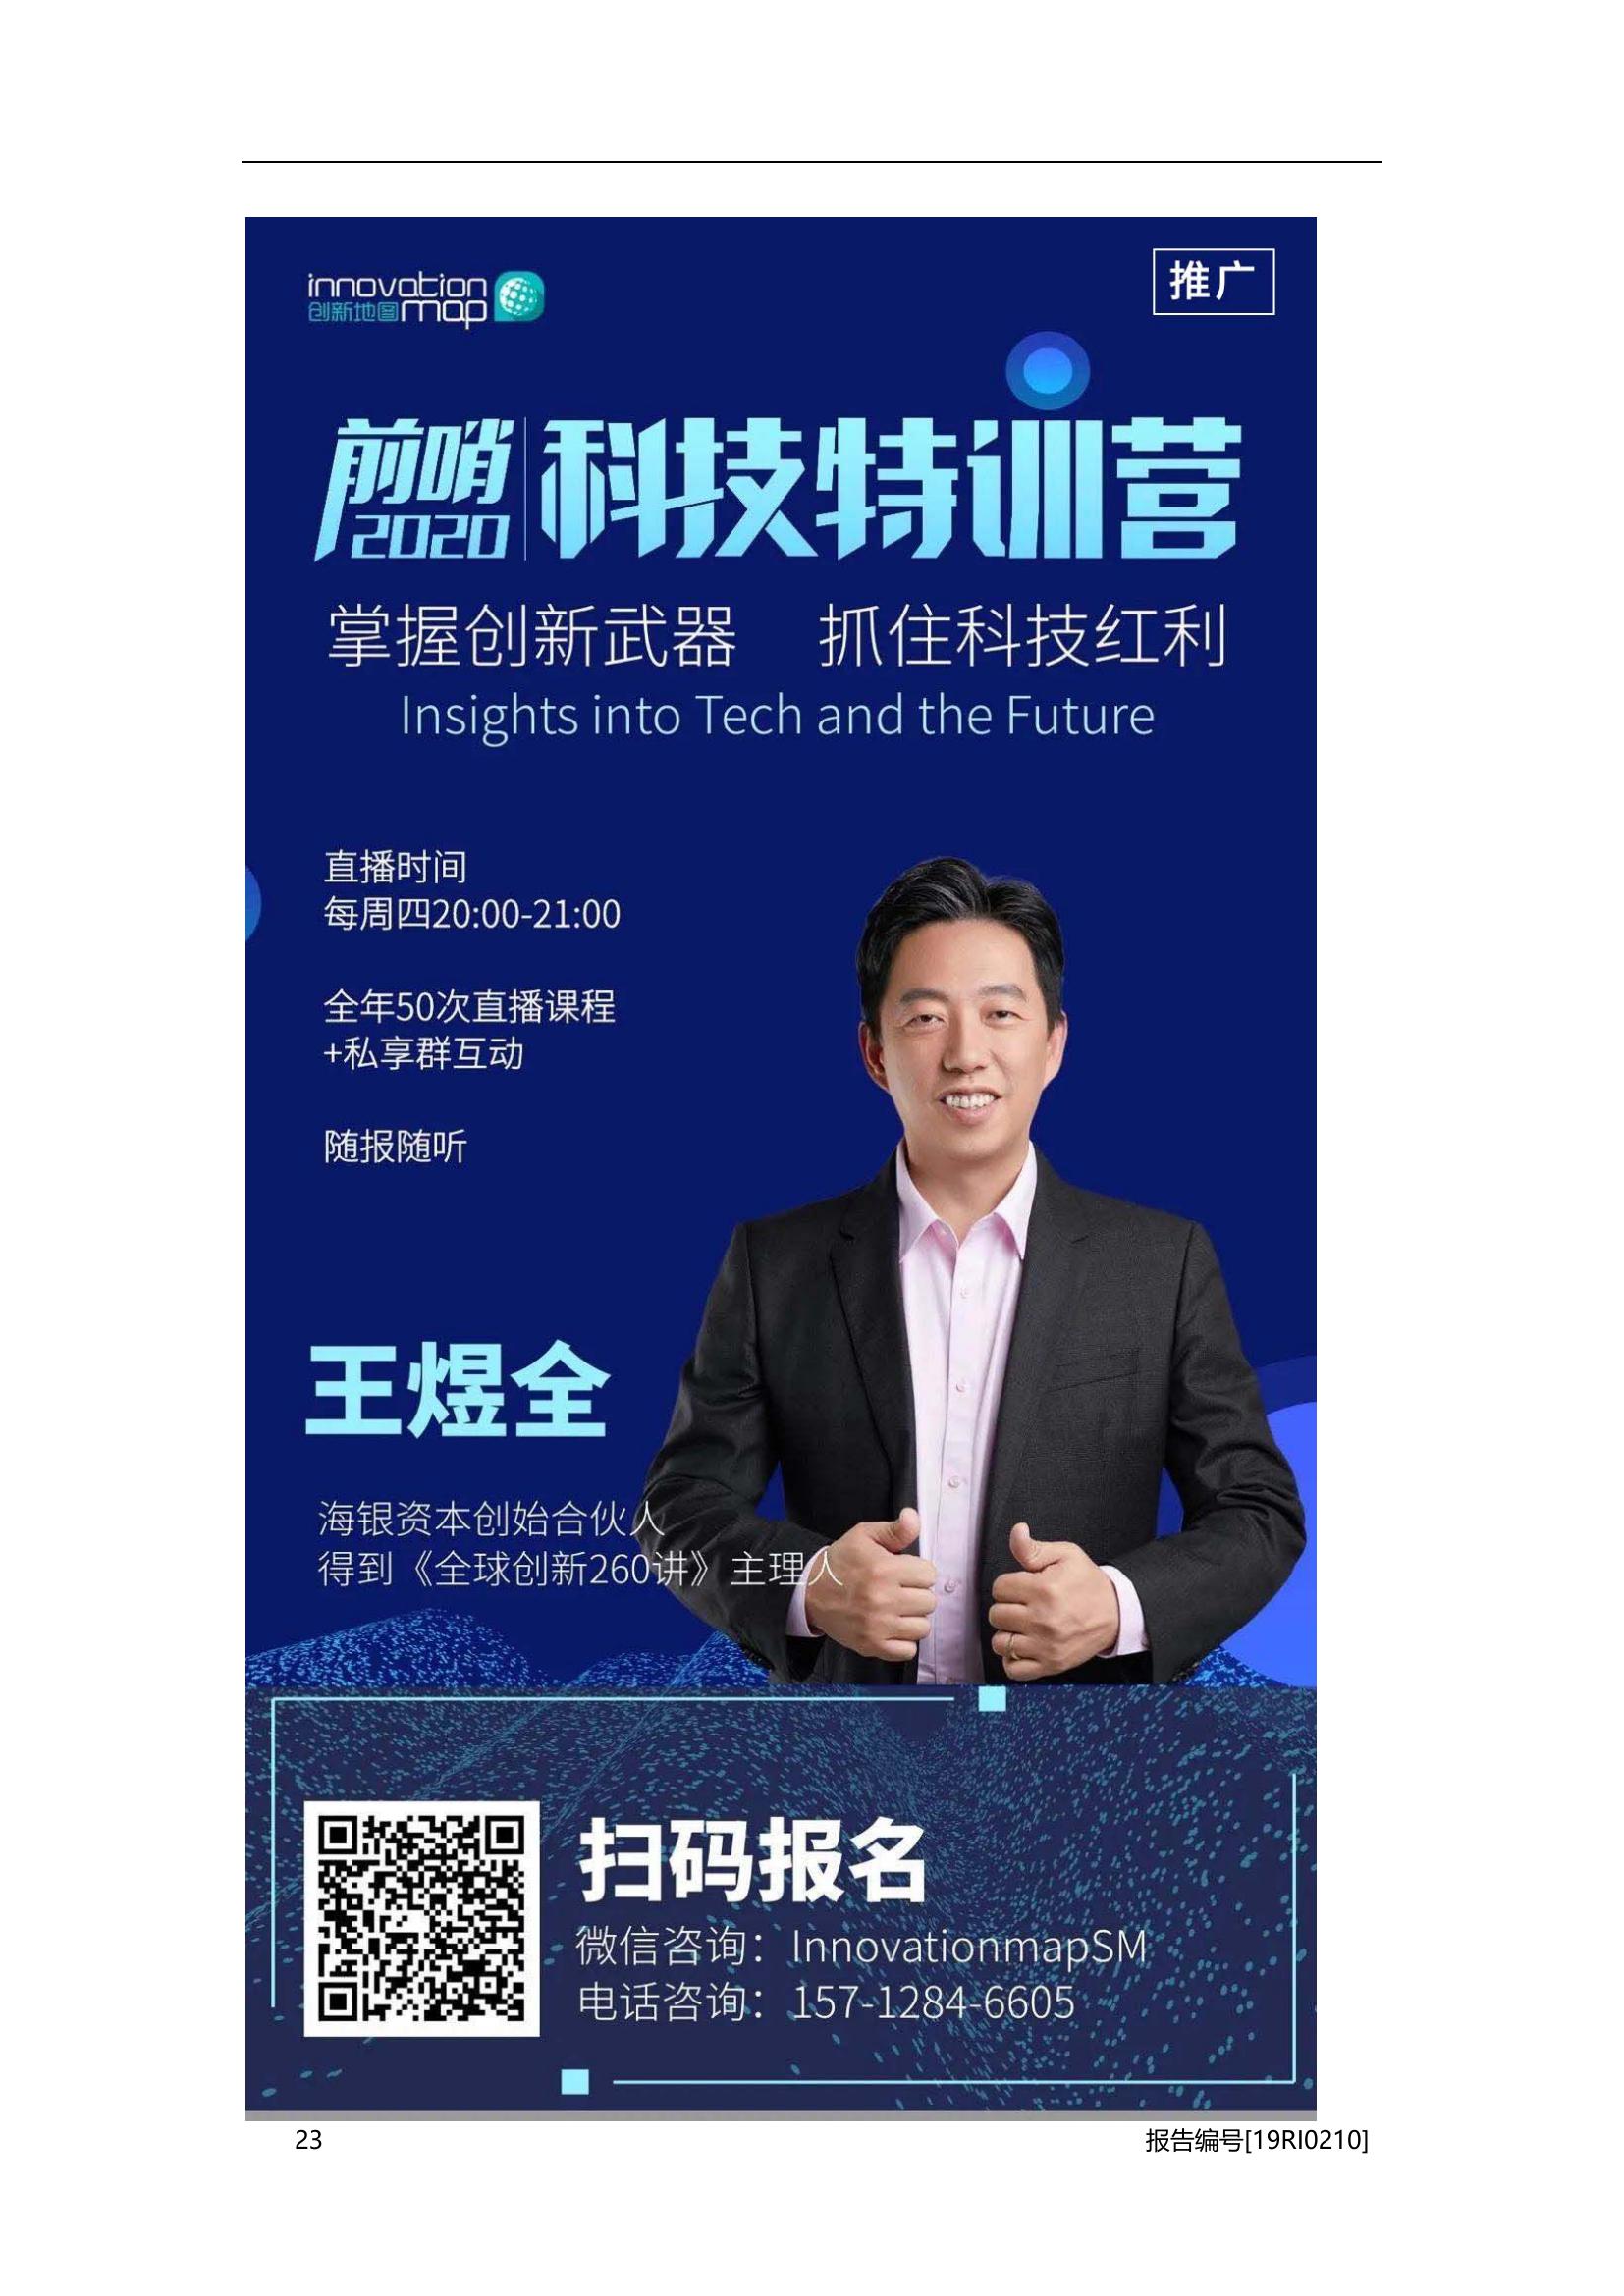 innovation
创新地图map
推广
前哨
2020
科技特训营
掌握创新武器 抓住科技红利
Insights into Tech and the Future
直播时间
每周四20:00-21:00
全年50次直播课程
+私享群互动
随报随听
王煜全
海银资本创始合伙人
得到《全球创新260讲》主理人
扫码报名
微信咨询：InnovationmapSM
电话咨询：157-1284-6605
23 报告编号[19RI0210]